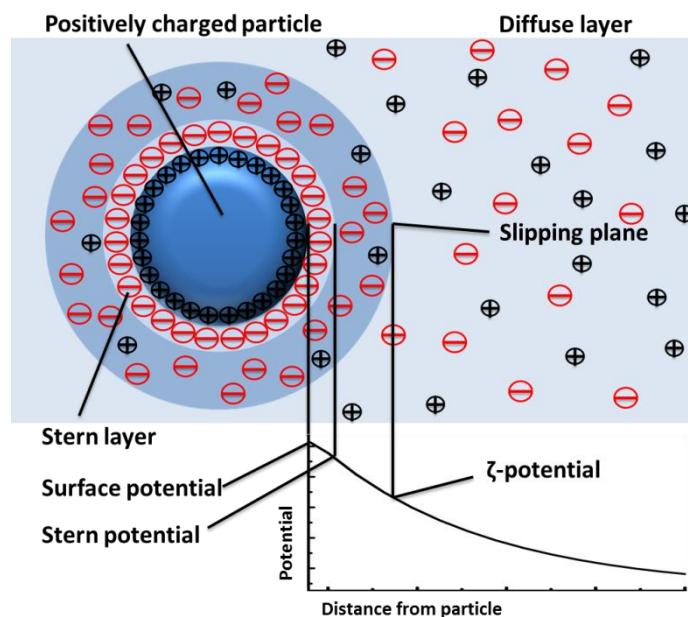 Positively charged particle
Diffuse layer
Slipping plane
Stern layer
Surface potential
Stern potential
ζ-potential
Potential
Distance from particle